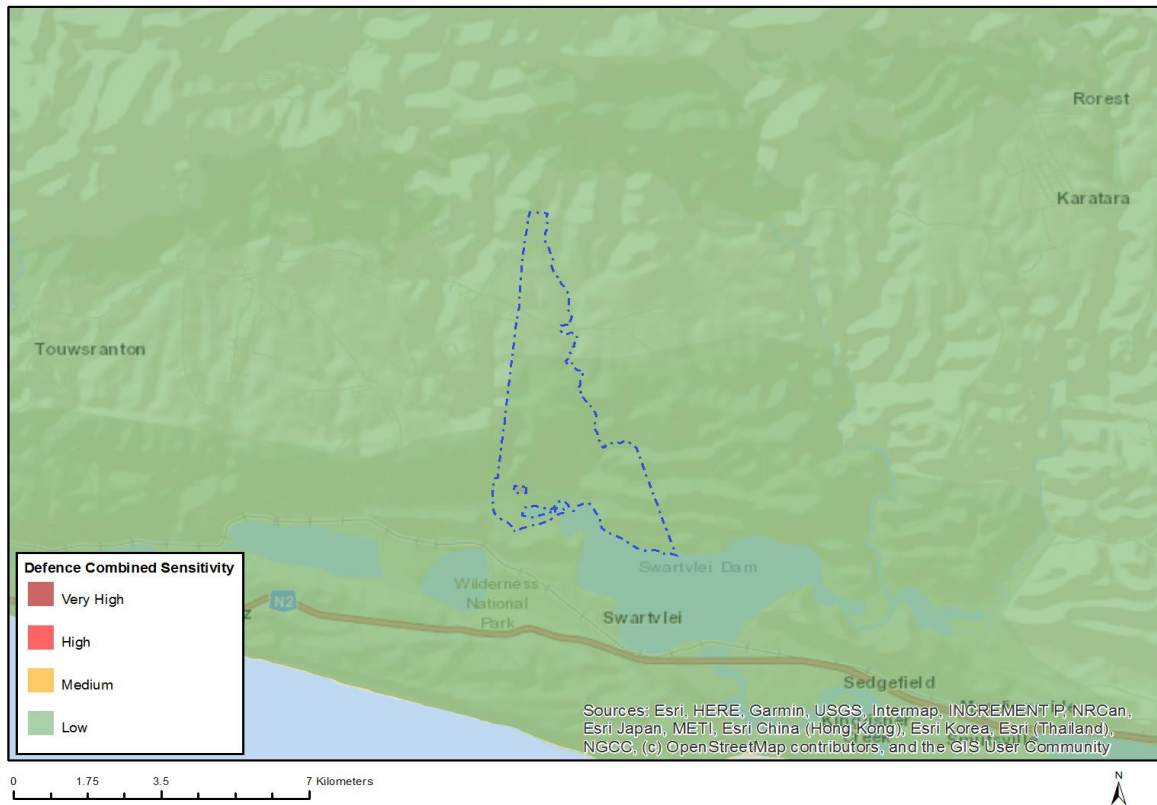 Rorest
Karatara
Touwsranton
Swartvlei Dam
Wilderness
National
Park
N2
z
Swartvlei
Sedgefield
Defence Combined Sensitivity
Very High
High
Medium
Low
Sources: Esri, HERE, Garmin, USGS, Intermap, INCREMENT P, NRCan,
Esri Japan, METI, Esri China (Hong Kong), Esri Korea, Esri (Thailand),
NGCC, (c) OpenStreetMap contributors, and the GIS User Community
0 1.75 3.5 7 Kilometers
N